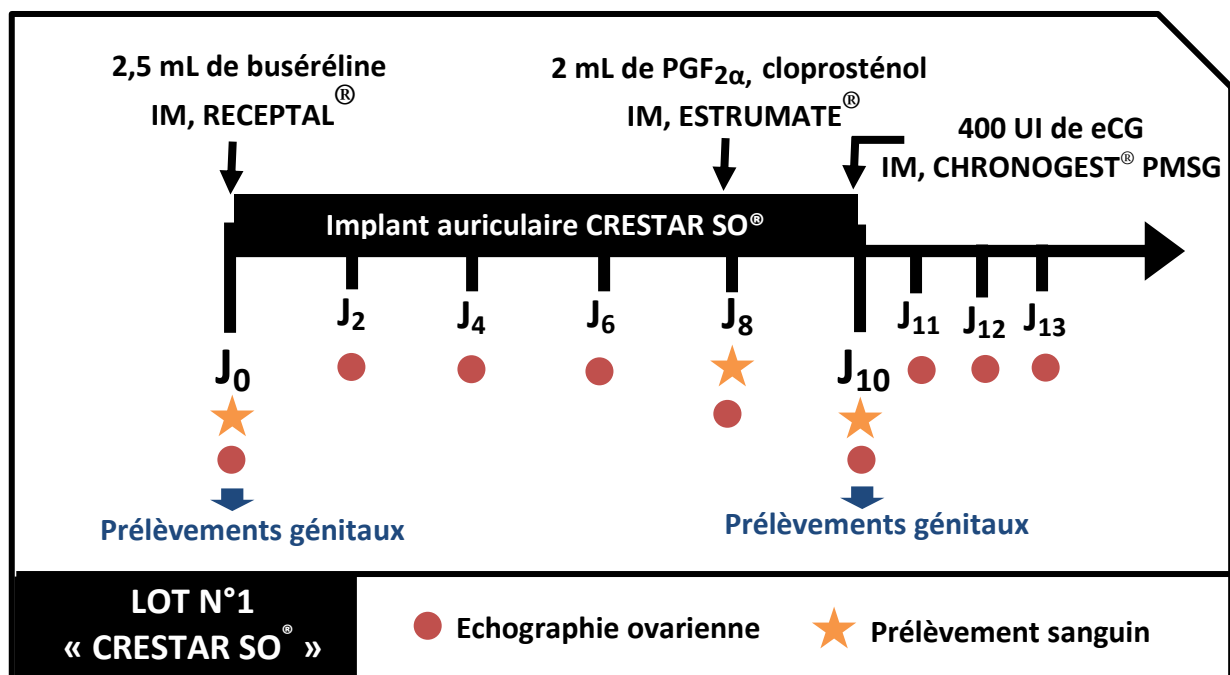 2,5 mL de buséréline
IM, RECEPTAL®
2 mL de PGF2α, cloprosténol
IM, ESTRUMATE®
400 UI de eCG
IM, CHRONOGEST® PMSG
Implant auriculaire CRESTAR SO®
J0
J2
J4
J6
J8
J10
J11
J12
J13
Prélèvements génitaux
Prélèvements génitaux
LOT N°1
« CRESTAR SO® »
Echographie ovarienne
Prélèvement sanguin